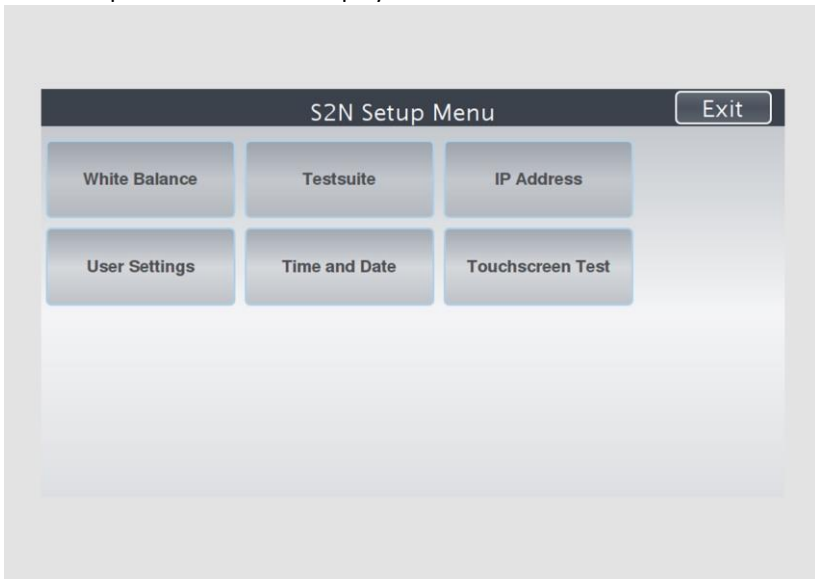 S2N Setup Menu
Exit
White Balance
Testsuite
IP Address
User Settings
Time and Date
Touchscreen Test